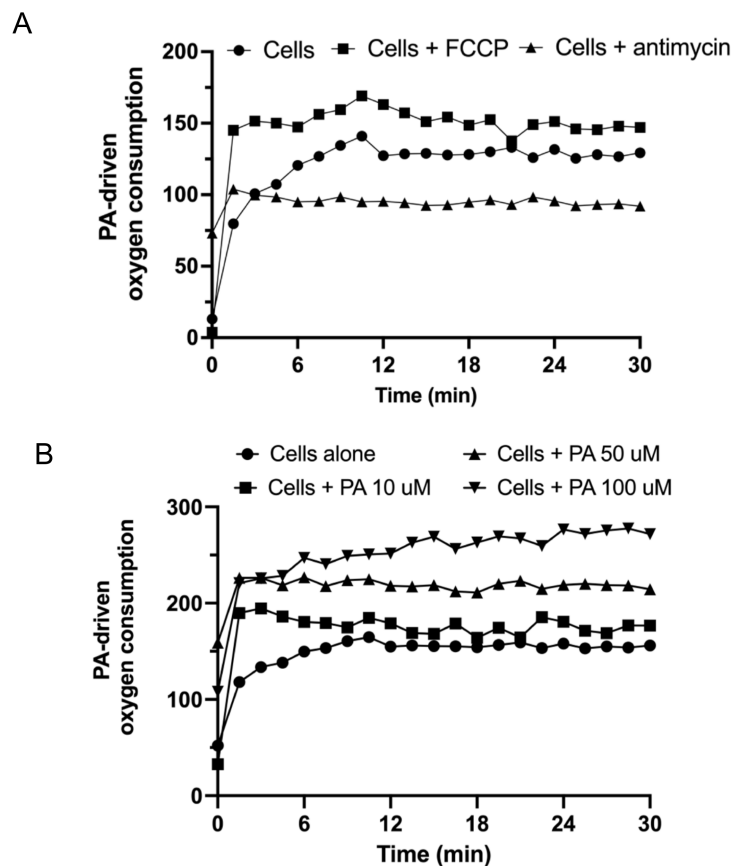 A
Cells Cells + FCCP Cells + antimycin
PA-driven
oxygen consumption
200
150
100
50
0
0 6 12 18 24 30
Time (min)
B
Cells alone Cells + PA 50 uM
Cells + PA 10 uM Cells + PA 100 uM
PA-driven
oxygen consumption
300
200
100
0
0 6 12 18 24 30
Time (min)